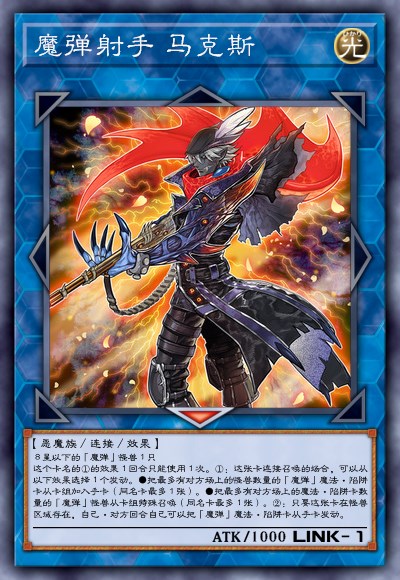 魔弹射手 马克斯
ひかり
光
【恶魔族/连接/效果】
8星以下的「魔弹」怪兽1只
这个卡名的①的效果1回合只能使用1次。①:这张卡连接召唤的场合,可以从
以下效果选择1个发动。●把最多有对方场上的怪兽数量的「魔弹」魔法·陷阱
卡从卡组加入手卡(同名卡最多1张)。●把最多有对方场上的魔法·陷阱卡数
量的「魔弹」怪兽从卡组特殊召唤(同名卡最多1张)。②:只要这张卡在怪兽
区域存在,自己·对方回合自己可以把「魔弹」魔法·陷阱卡从手卡发动。
ATK/1000 LINK-1